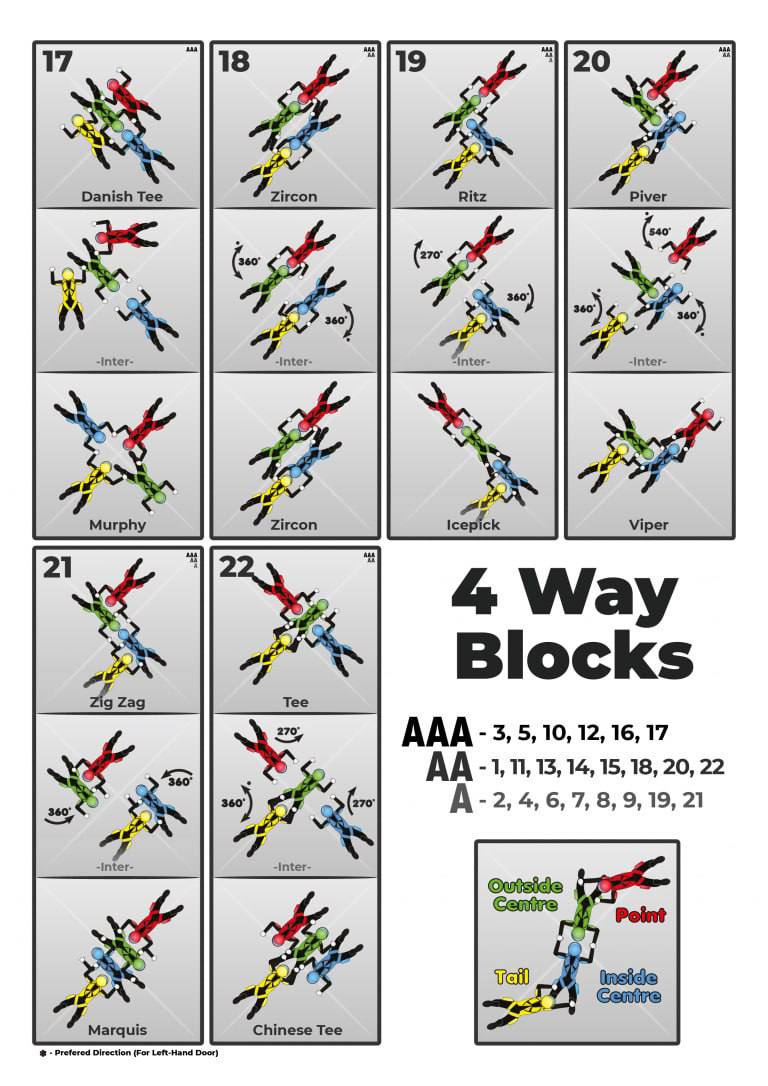 17
AAA
Danish Tee
-Inter-
Murphy
18
AAA
AA
Zircon
360°
360°
-Inter-
Zircon
19
AAA
AA
A
Ritz
270°
360°
-Inter-
Icepick
20
AAA
AA
Piver
540°
360°
360°
-Inter-
Viper
21
AAA
AA
A
Zig Zag
360°
360°
-Inter-
Marquis
22
AAA
AA
Tee
270°
360°
270°
-Inter-
Chinese Tee
4 Way
Blocks
AAA - 3, 5, 10, 12, 16, 17
AA - 1, 11, 13, 14, 15, 18, 20, 22
A - 2, 4, 6, 7, 8, 9, 19, 21
Outside
Centre
Point
Tail
Inside
Centre
* - Prefered Direction (For Left-Hand Door)